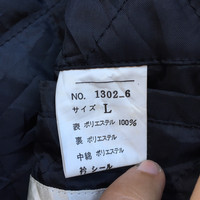 NO. 1302_6
サイズ L
表 ポリエステル 100%
裏 ポリエステル
中綿 ポリエステル
衿 シール